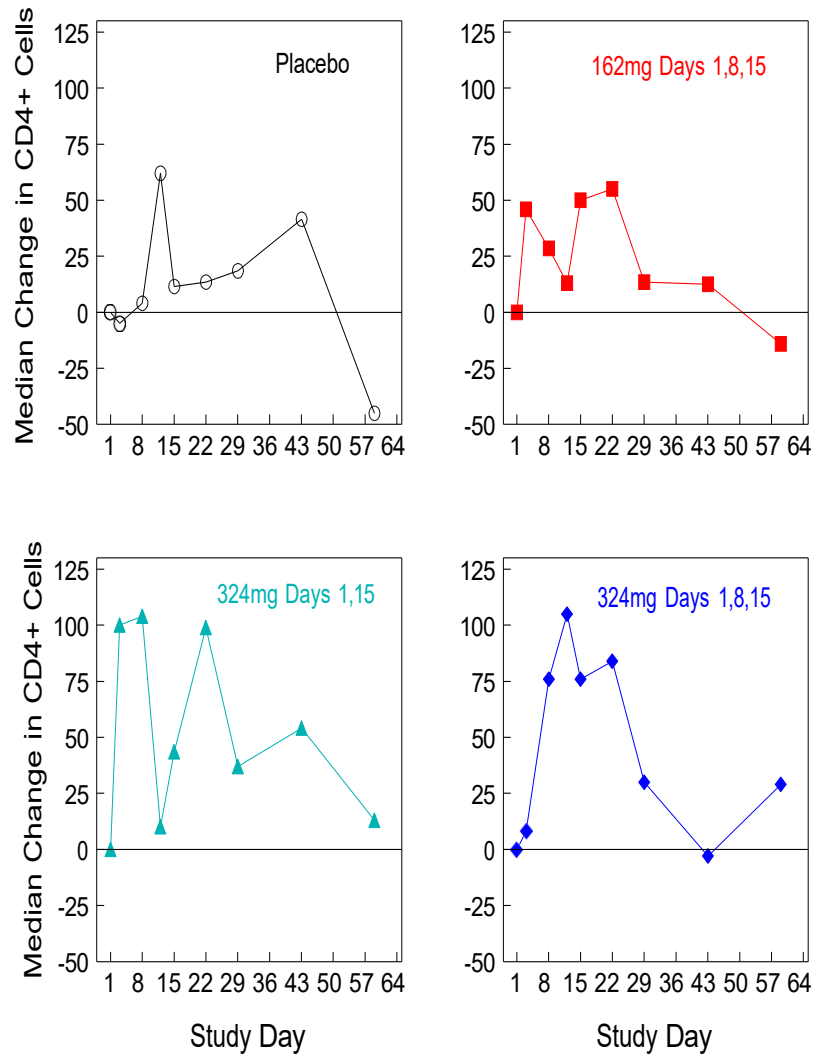 Median Change in CD4+ Cells
125
100
75
50
25
0
-25
-50
Placebo
1 8 15 22 29 36 43 50 57 64
125
100
75
50
25
0
-25
-50
162mg Days 1,8,15
1 8 15 22 29 36 43 50 57 64
Median Change in CD4+ Cells
125
100
75
50
25
0
-25
-50
324mg Days 1,15
1 8 15 22 29 36 43 50 57 64
Study Day
125
100
75
50
25
0
-25
-50
324mg Days 1,8,15
1 8 15 22 29 36 43 50 57 64
Study Day